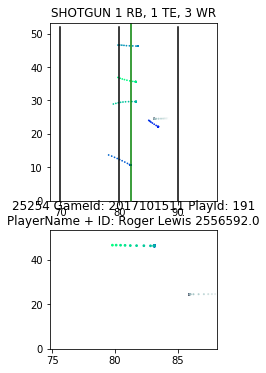 SHOTGUN 1 RB, 1 TE, 3 WR
50
40
30
20
10
0
70 80 90
25254 GameId: 2017101511 PlayId: 191
PlayerName + ID: Roger Lewis 2556592.0
40
20
0
75 80 85